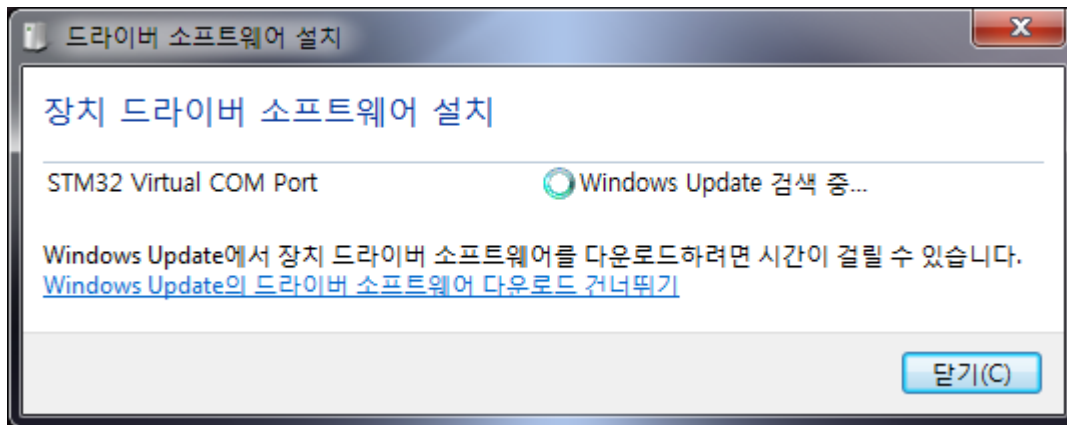 드라이버 소프트웨어 설치
장치 드라이버 소프트웨어 설치
STM32 Virtual COM Port Windows Update 검색 중...
Windows Update에서 장치 드라이버 소프트웨어를 다운로드하려면 시간이 걸릴 수 있습니다.
Windows Update의 드라이버 소프트웨어 다운로드 건너뛰기
닫기(C)